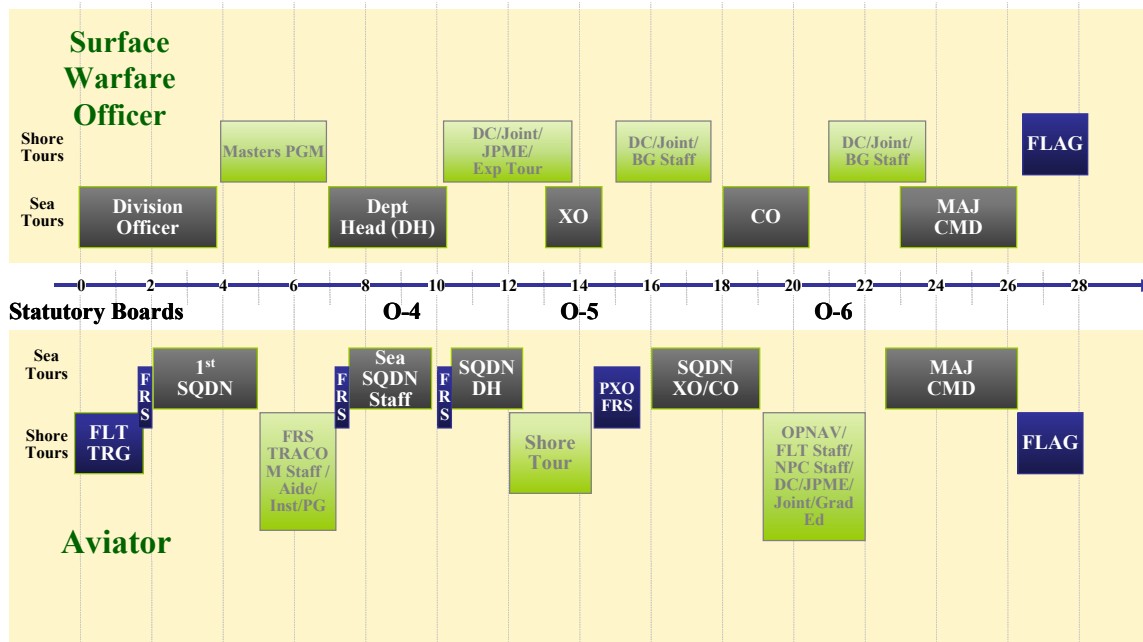 Surface
Warfare
Officer
Shore
Tours
Masters PGM
DC/Joint/
JPME/
Exp Tour
DC/Joint/
BG Staff
DC/Joint/
BG Staff
FLAG
Sea
Tours
Division
Officer
Dept
Head (DH)
XO
CO
MAJ
CMD
0 2 4 6 8 10 12 14 16 18 20 22 24 26 28
Statutory Boards O-4 O-5 O-6
Sea
Tours
FRS
1st
SQDN
FRS
Sea
SQDN
Staff
FRS
SQDN
DH
PXO
FRS
SQDN
XO/CO
MAJ
CMD
Shore
Tours
FLT
TRG
FRS
TRACO
M Staff /
Aide/
Inst/PG
Shore
Tour
OPNAV/
FLT Staff/
NPC Staff/
DC/JPME/
Joint/Grad
Ed
FLAG
Aviator